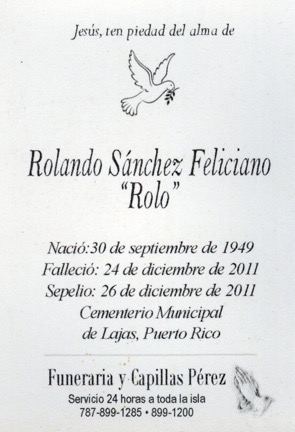 Jesús, ten piedad del alma de
Rolando Sánchez Feliciano
"Rolo"
Nació:30 de septiembre de 1949
Falleció: 24 de diciembre de 2011
Sepelio: 26 de diciembre de 2011
Cementerio Municipal
de Lajas, Puerto Rico
Funeraria y Capillas Pérez
Servicio 24 horas a toda la isla
787-899-1285 • 899-1200